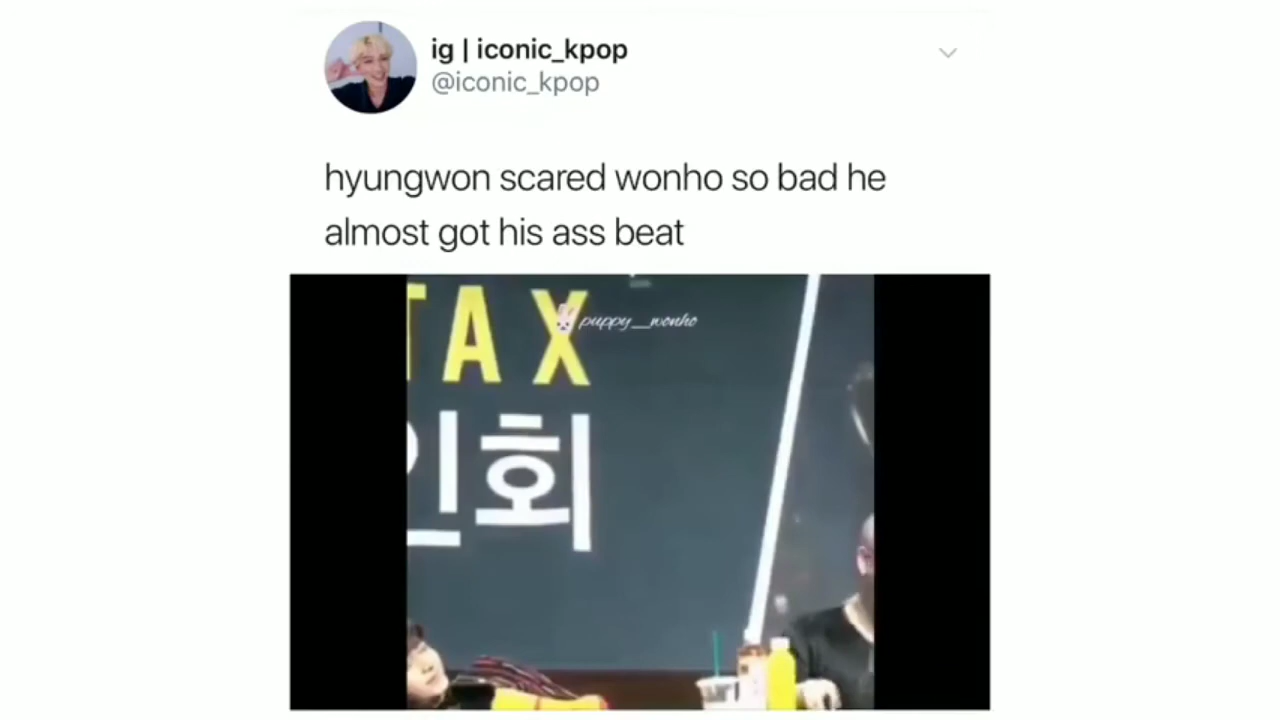 ig | iconic_kpop
@iconic_kpop
hyungwon scared wonho so bad he
almost got his ass beat
TAX
puppy__wonho
인회